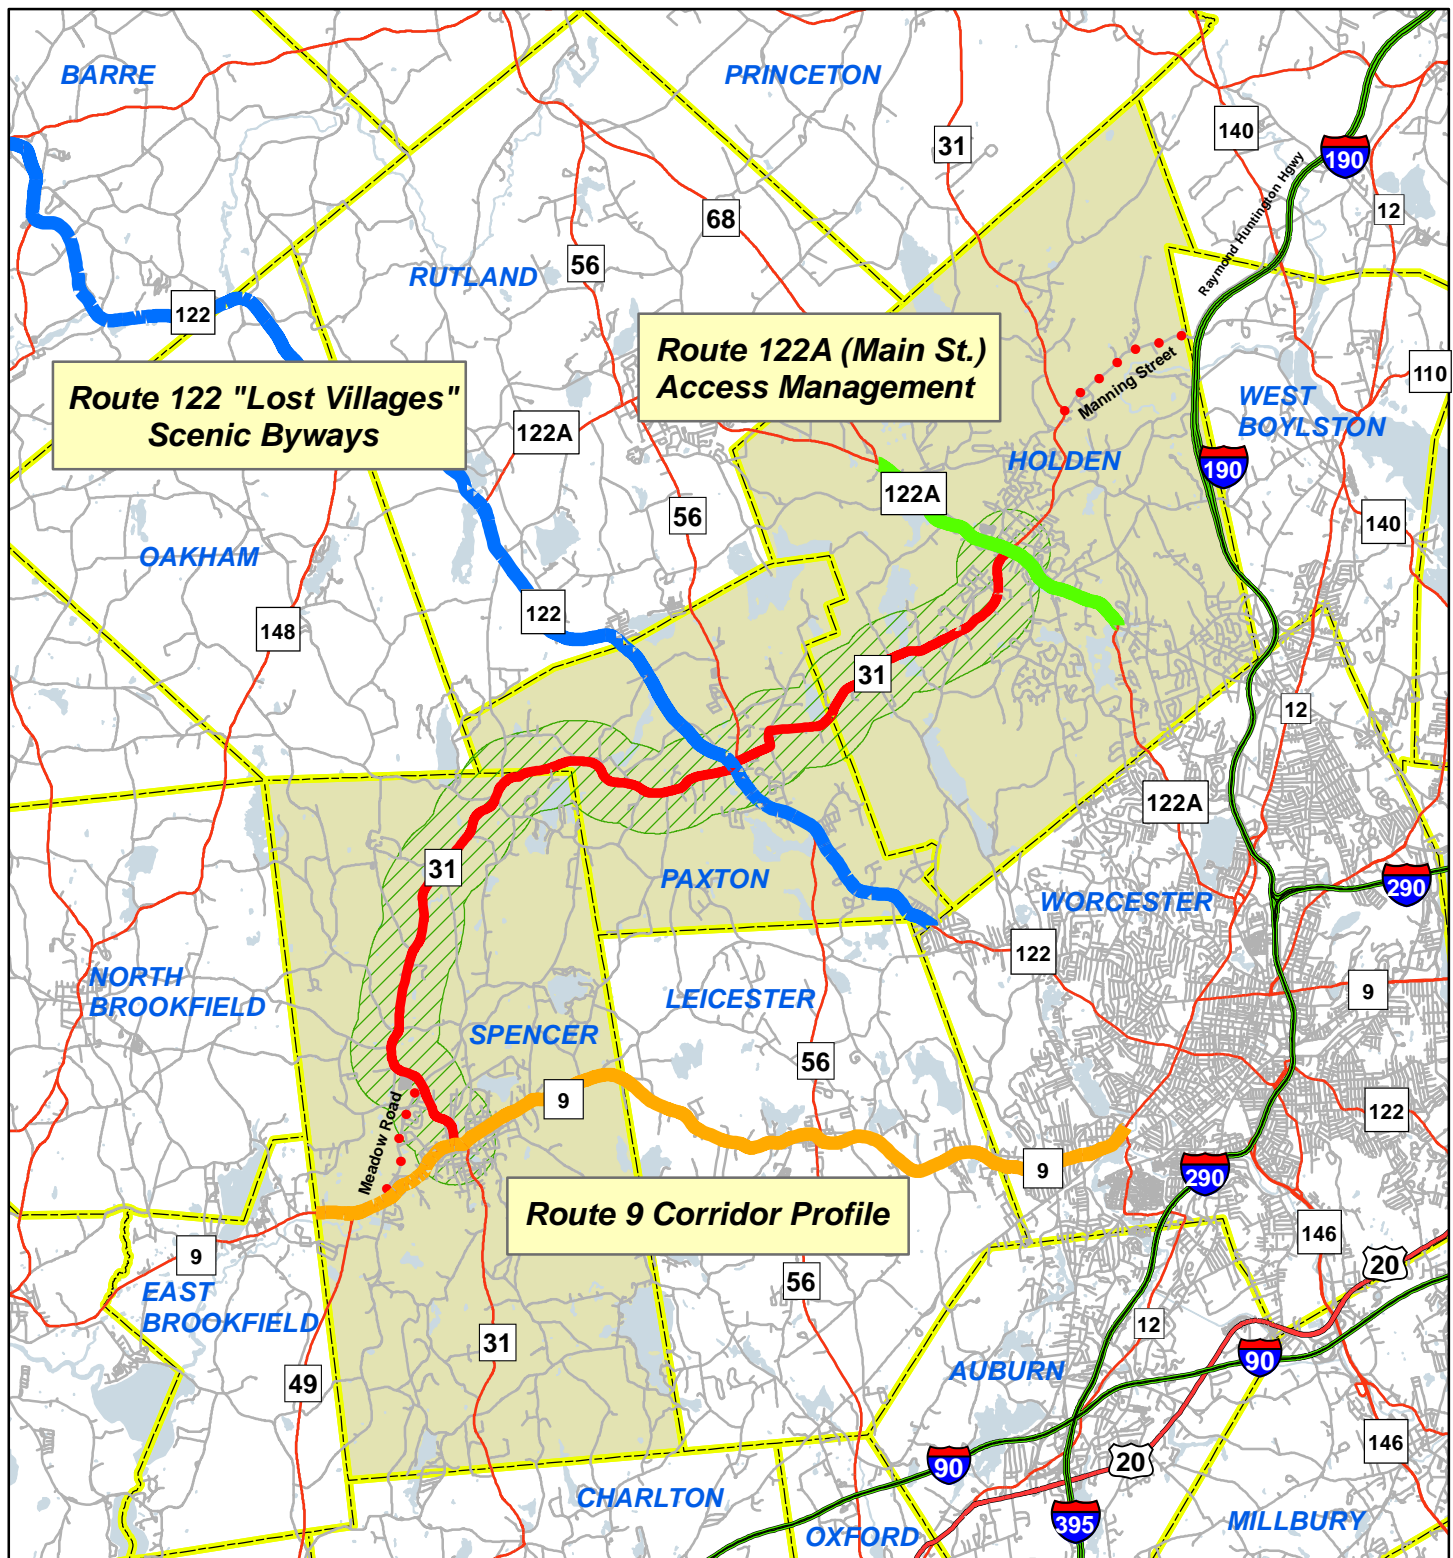 BARRE
PRINCETON
140
190
31
Raymond Huntington Hgwy
12
68
RUTLAND
56
122
Route 122A (Main St.)
Access Management
Route 122 "Lost Villages"
Scenic Byways
Manning Street
110
WEST
BOYLSTON
122A
HOLDEN
190
122A
56
140
OAKHAM
122
148
31
12
122A
31
PAXTON
290
WORCESTER
122
NORTH
BROOKFIELD
LEICESTER
9
SPENCER
56
9
122
Meadow Road
9
290
Route 9 Corridor Profile
146
9
20
56
EAST
BROOKFIELD
12
31
90
49
AUBURN
146
20
90
CHARLTON
395
MILLBURY
OXFORD